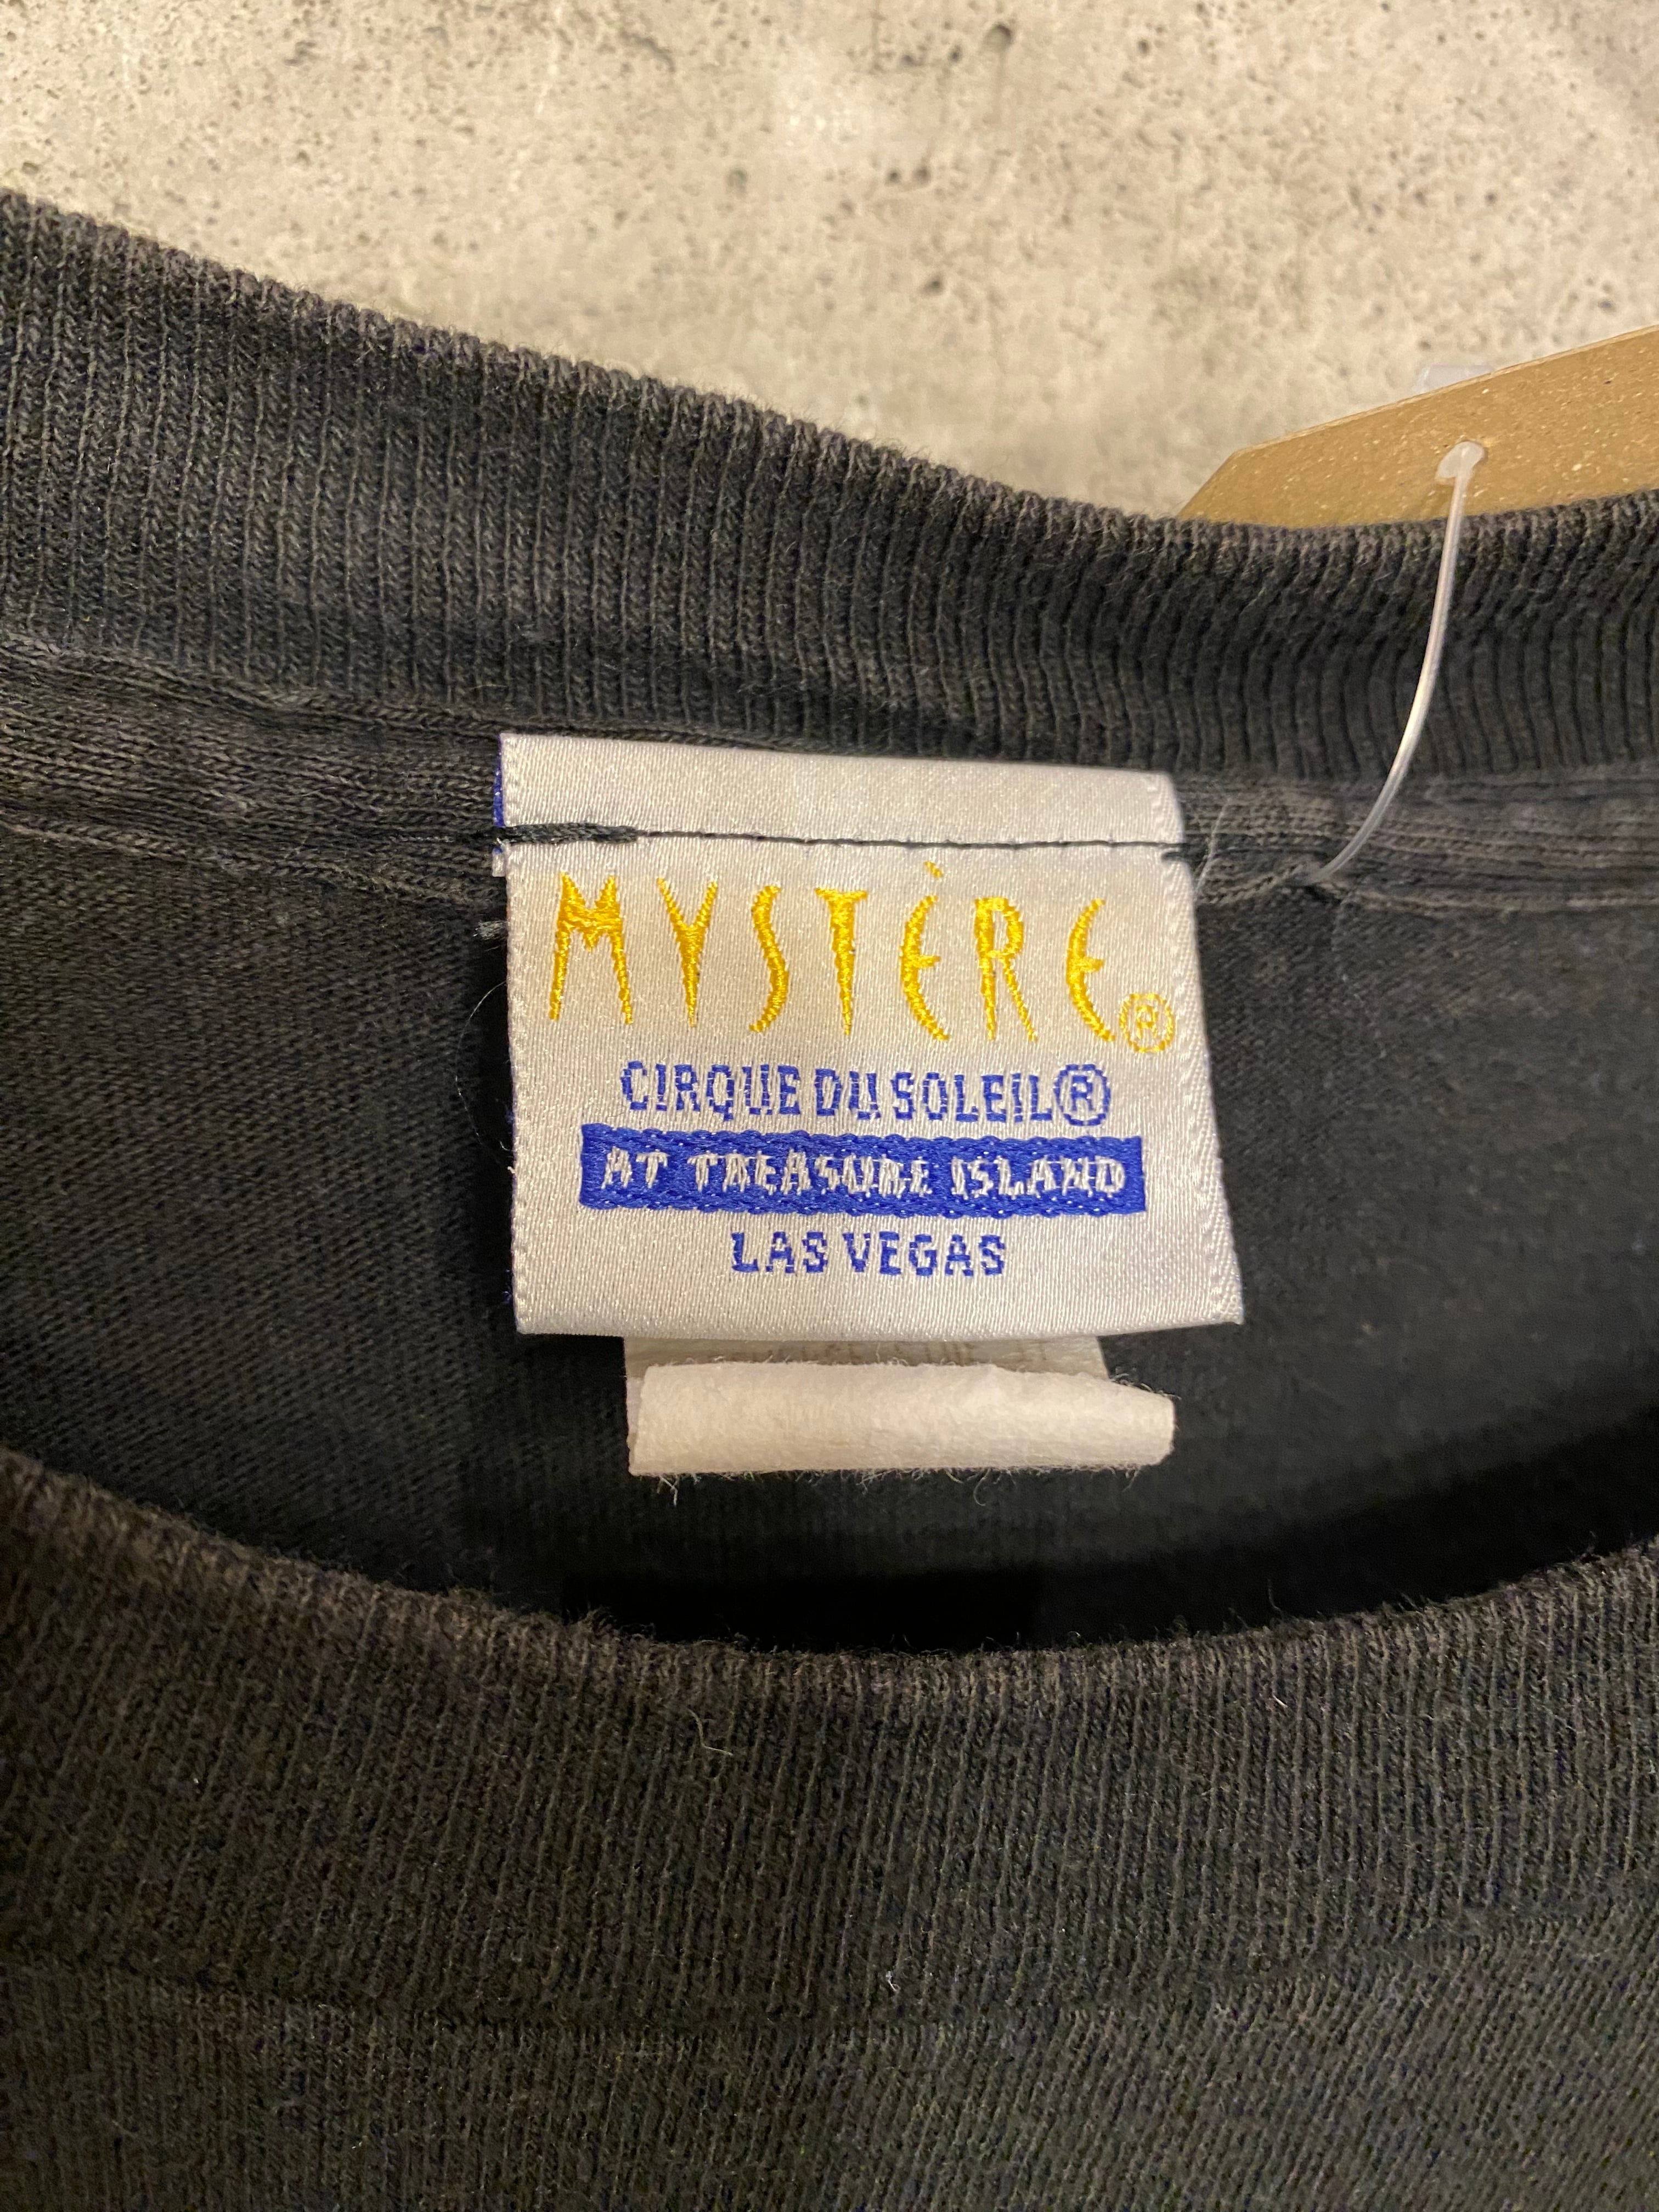 MYSTÈRE®
CIRQUE DU SOLEIL®
AT TREASURE ISLAND
LAS VEGAS